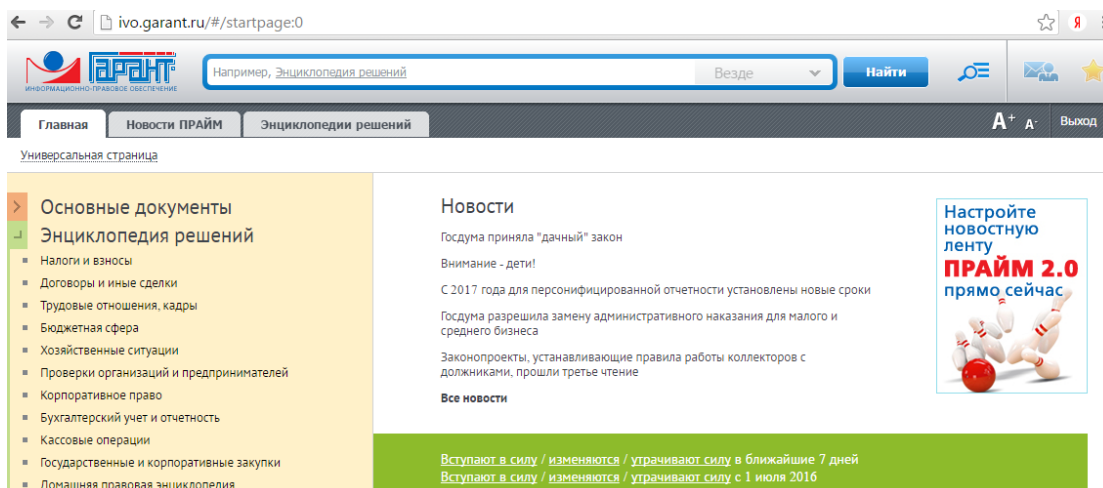 ivo.garant.ru/#/startpage:0
Я
ГАРАНТ
ИНФОРМАЦИОННО-ПРАВОВОЕ ОБЕСПЕЧЕНИЕ
Например, Энциклопедия решений
Везде
Найти
Главная
Новости ПРАЙМ
Энциклопедии решений
A+ A-
Выход
Универсальная страница
Основные документы
Энциклопедия решений
Налоги и взносы
Договоры и иные сделки
Трудовые отношения, кадры
Бюджетная сфера
Хозяйственные ситуации
Проверки организаций и предпринимателей
Корпоративное право
Бухгалтерский учет и отчетность
Кассовые операции
Государственные и корпоративные закупки
Домашняя правовая энциклопедия
Новости
Госдума приняла "дачный" закон
Внимание - дети!
С 2017 года для персонифицированной отчетности установлены новые сроки
Госдума разрешила замену административного наказания для малого и
среднего бизнеса
Законопроекты, устанавливающие правила работы коллекторов с
должниками, прошли третье чтение
Все новости
Настройте
новостную
ленту
ПРАЙМ 2.0
прямо сейчас
Вступают в силу / изменяются / утрачивают силу в ближайшие 7 дней
Вступают в силу / изменяются / утрачивают силу с 1 июля 2016